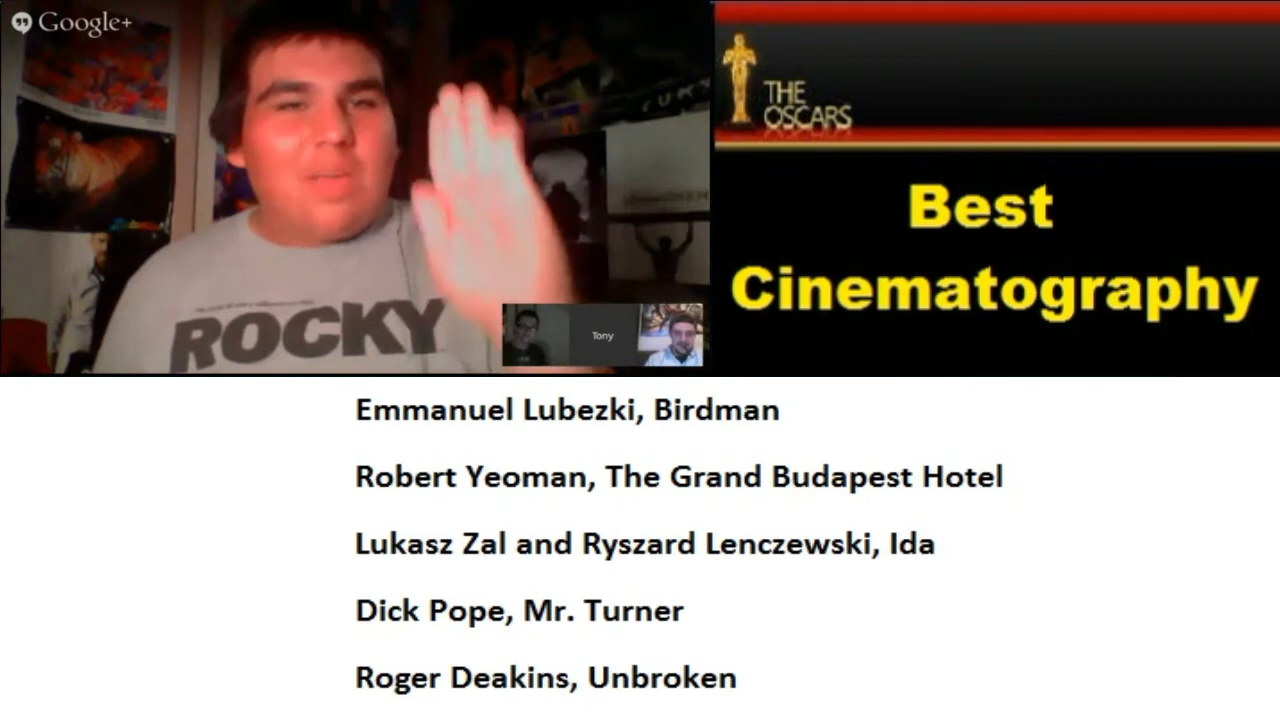 Google+
THE
OSCARS
Best
Cinematography
ROCKY
Tony
Emmanuel Lubezki, Birdman
Robert Yeoman, The Grand Budapest Hotel
Lukasz Zal and Ryszard Lenczewski, Ida
Dick Pope, Mr. Turner
Roger Deakins, Unbroken